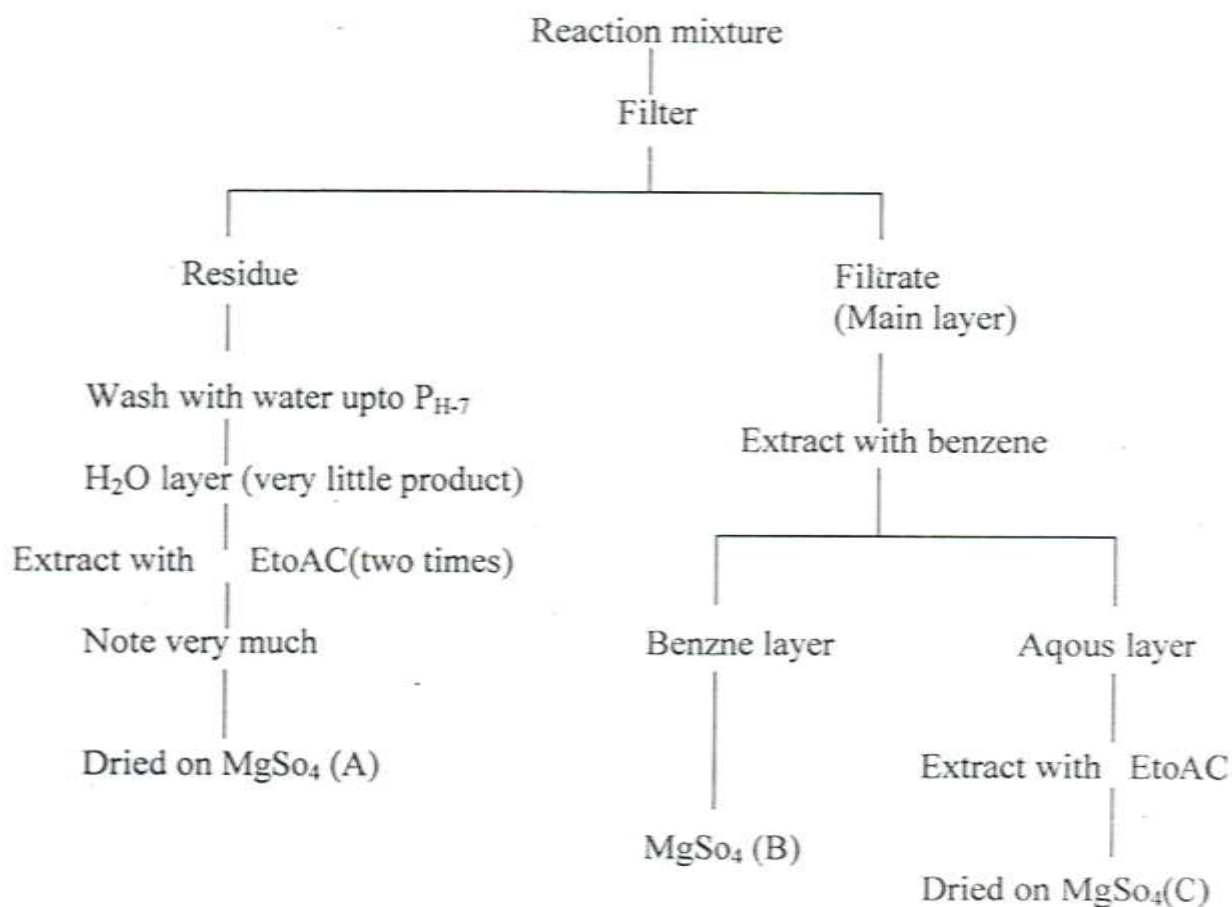 Reaction mixture
Filter
Residue
Filtrate
(Main layer)
Wash with water upto P_H-7
Extract with benzene
H₂O layer (very little product)
Extract with EtoAC(two times)
Note very much
Benzne layer
Aqous layer
Dried on MgSo₄ (A)
Extract with EtoAC
MgSo₄ (B)
Dried on MgSo₄(C)